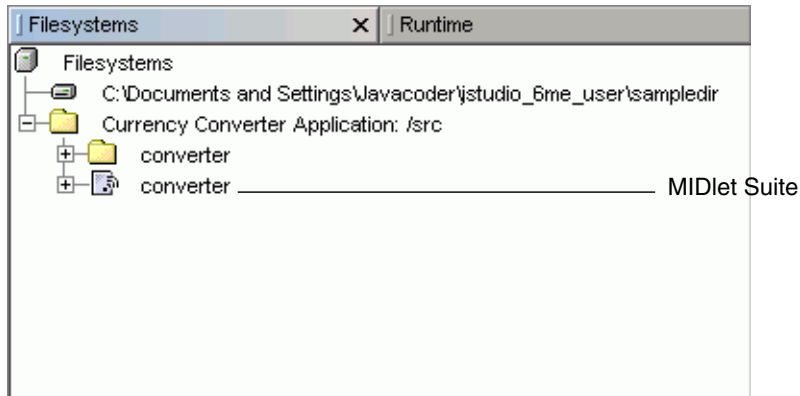 Filesystems
Runtime
Filesystems
C:\Documents and Settings\Javacoder\jstudio_6me_user\sampledir
Currency Converter Application: /src
converter
converter
MIDlet Suite